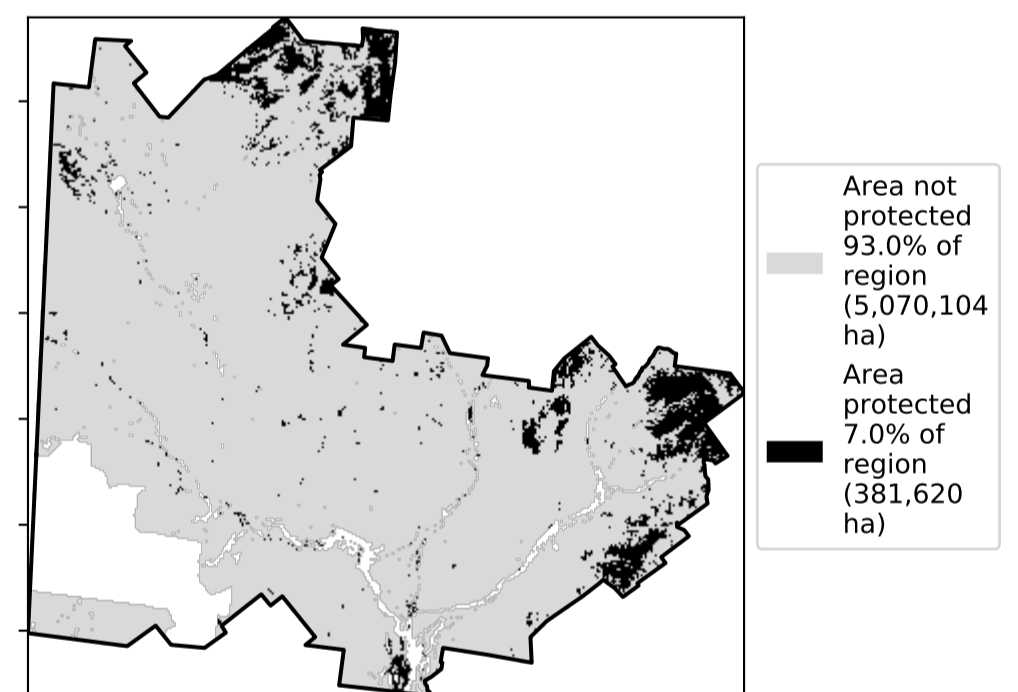 Area not
protected
93.0% of
region
(5,070,104
ha)
Area
protected
7.0% of
region
(381,620
ha)